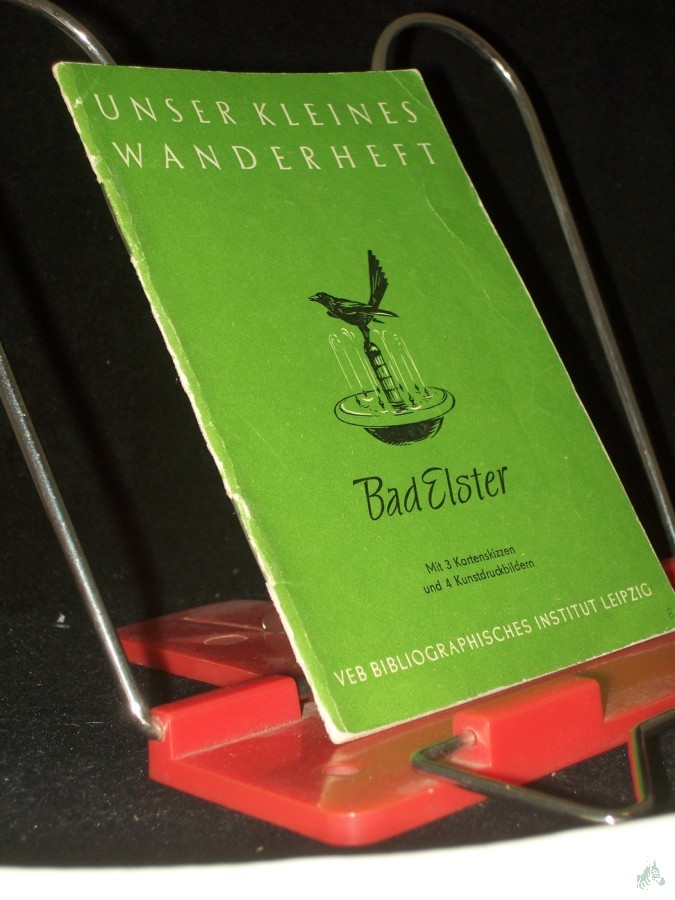 UNSER KLEINES
WANDERHEFT
Bad Elster
Mit 3 Kartenskizzen
und 4 Kunstdruckbildern
VEB BIBLIOGRAPHISCHES INSTITUT LEIPZIG